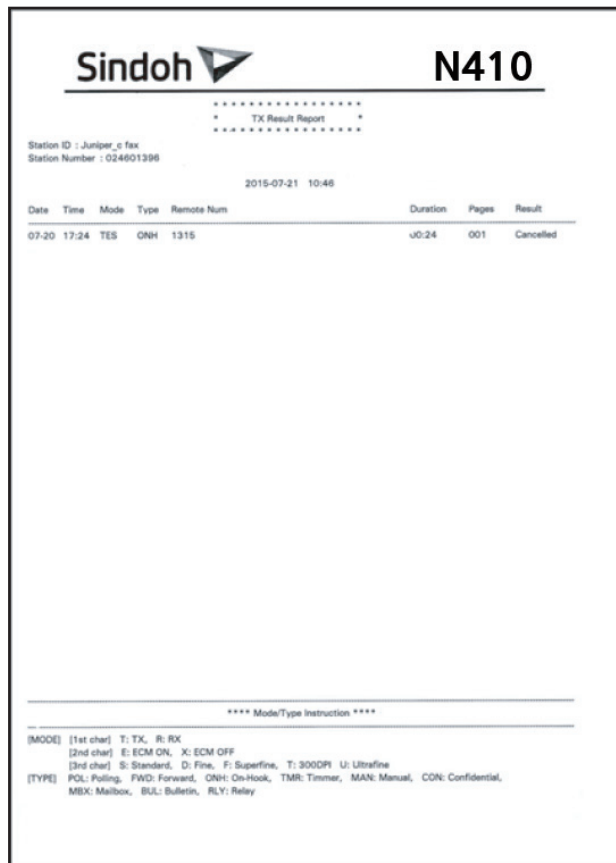 Sindoh N410
* * * * * * * * * * * * * * * * *
* TX Result Report *
* * * * * * * * * * * * * * * * *
Station ID : Juniper_c fax
Station Number : 024601396
2015-07-21 10:46
Date Time Mode Type Remote Num Duration Pages Result
07-20 17:24 TES ONH 1315 00:24 001 Cancelled
**** Mode/Type Instruction ****
[MODE] [1st char] T: TX, R: RX
[2nd char] E: ECM ON, X: ECM OFF
[3rd char] S: Standard, D: Fine, F: Superfine, T: 300DPI U: Ultrafine
[TYPE] POL: Polling, FWD: Forward, ONH: On-Hook, TMR: Timmer, MAN: Manual, CON: Confidential,
MBX: Mailbox, BUL: Bulletin, RLY: Relay